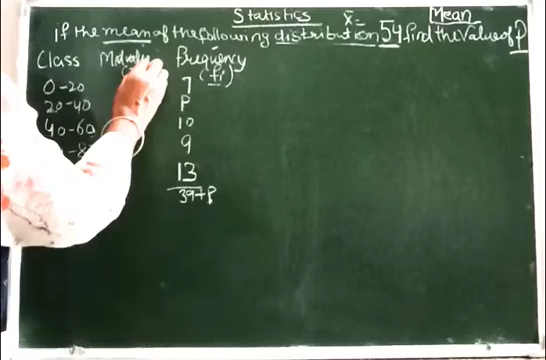 Statistics
x̄ =
Mean
If the mean of the following distribution 54. find the value of P
Class Midvalue Frequency
(fi)
0-20 7
20-40 P
40-60 10
9
13
39+P